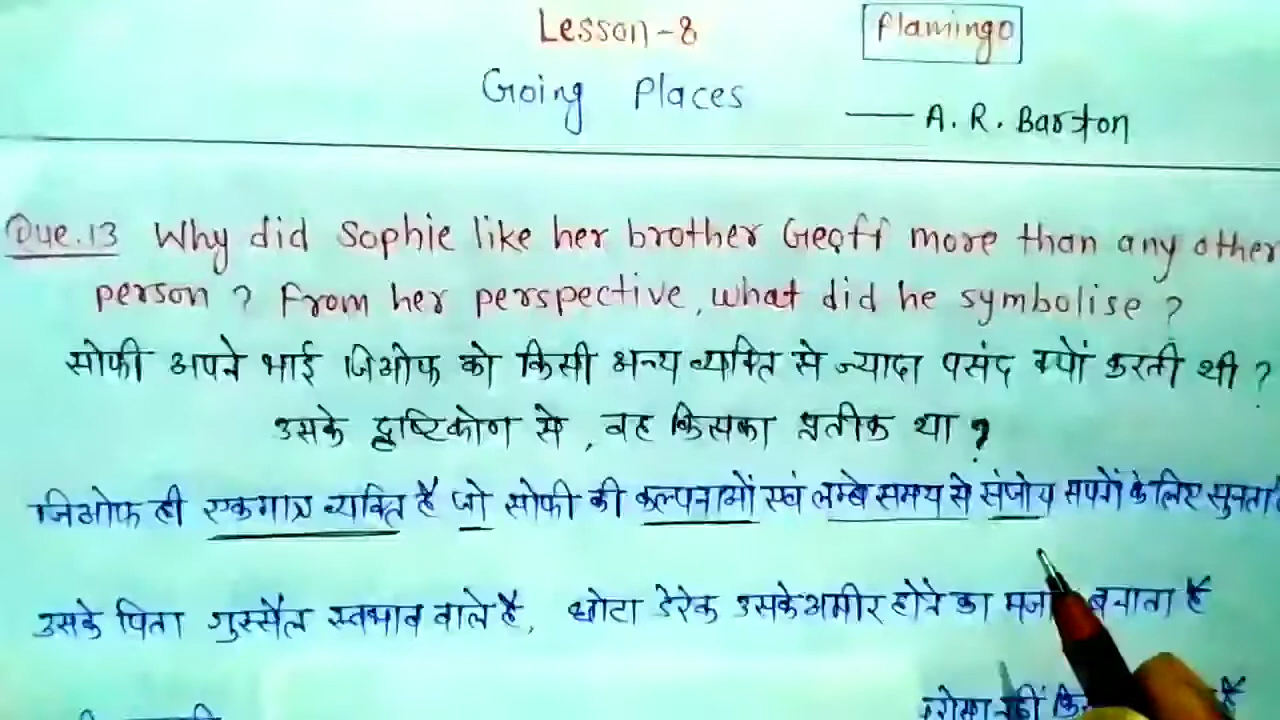 Lesson-8
Flamingo
Going Places
— A. R. Barton
Que.13 Why did Sophie like her brother Geoff more than any other
person ? From her perspective, what did he symbolise ?
सोफी अपने भाई जिओफ को किसी अन्य व्यक्ति से ज्यादा पसंद क्यों करती थी ?
उसके दृष्टिकोण से, वह किसका प्रतीक था ?
जिओफ ही एकमात्र व्यक्ति है जो सोफी की कल्पनाओं एवं लम्बे समय से संजोय सपनों के लिए सुनता
उसके पिता गुस्सैल स्वभाव वाले है, छोटा डेरेक उसके अमीर होने का बनाता है
भरोसा नहीं